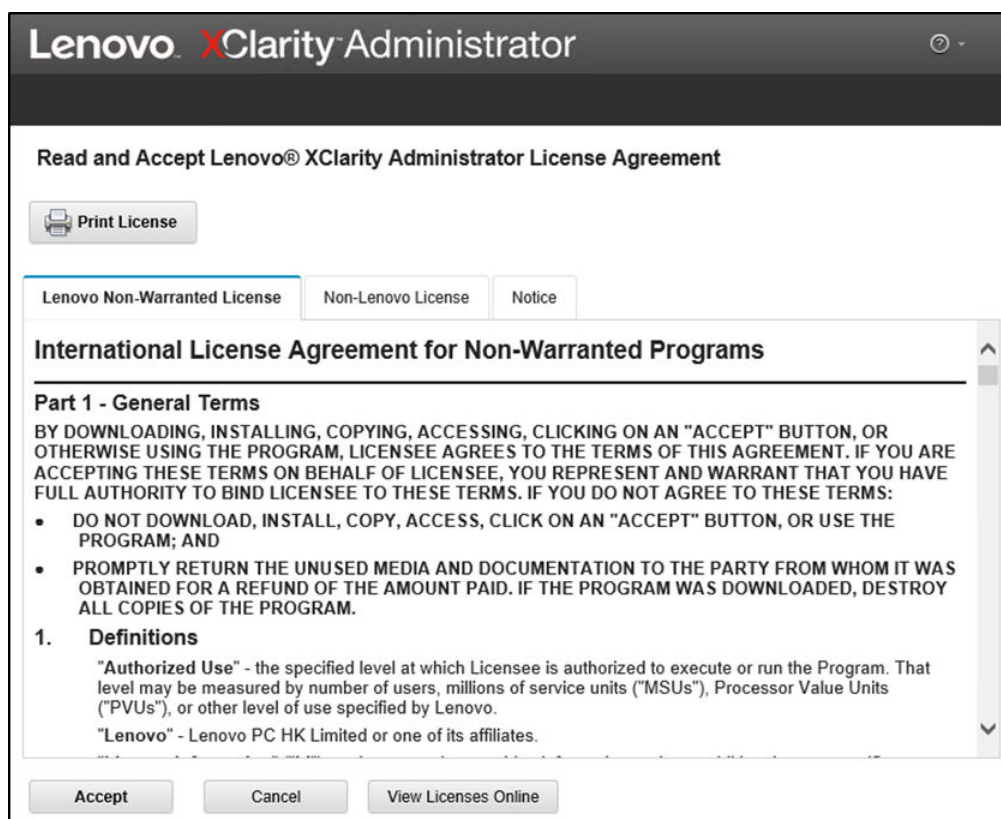 Lenovo XClarity Administrator
Read and Accept Lenovo® XClarity Administrator License Agreement
Print License
Lenovo Non-Warranted License Non-Lenovo License Notice
International License Agreement for Non-Warranted Programs
Part 1 - General Terms
BY DOWNLOADING, INSTALLING, COPYING, ACCESSING, CLICKING ON AN "ACCEPT" BUTTON, OR
OTHERWISE USING THE PROGRAM, LICENSEE AGREES TO THE TERMS OF THIS AGREEMENT. IF YOU ARE
ACCEPTING THESE TERMS ON BEHALF OF LICENSEE, YOU REPRESENT AND WARRANT THAT YOU HAVE
FULL AUTHORITY TO BIND LICENSEE TO THESE TERMS. IF YOU DO NOT AGREE TO THESE TERMS:
• DO NOT DOWNLOAD, INSTALL, COPY, ACCESS, CLICK ON AN "ACCEPT" BUTTON, OR USE THE
PROGRAM; AND
• PROMPTLY RETURN THE UNUSED MEDIA AND DOCUMENTATION TO THE PARTY FROM WHOM IT WAS
OBTAINED FOR A REFUND OF THE AMOUNT PAID. IF THE PROGRAM WAS DOWNLOADED, DESTROY
ALL COPIES OF THE PROGRAM.
1. Definitions
"Authorized Use" - the specified level at which Licensee is authorized to execute or run the Program. That
level may be measured by number of users, millions of service units ("MSUs"), Processor Value Units
("PVUs"), or other level of use specified by Lenovo.
"Lenovo" - Lenovo PC HK Limited or one of its affiliates.
Accept Cancel View Licenses Online